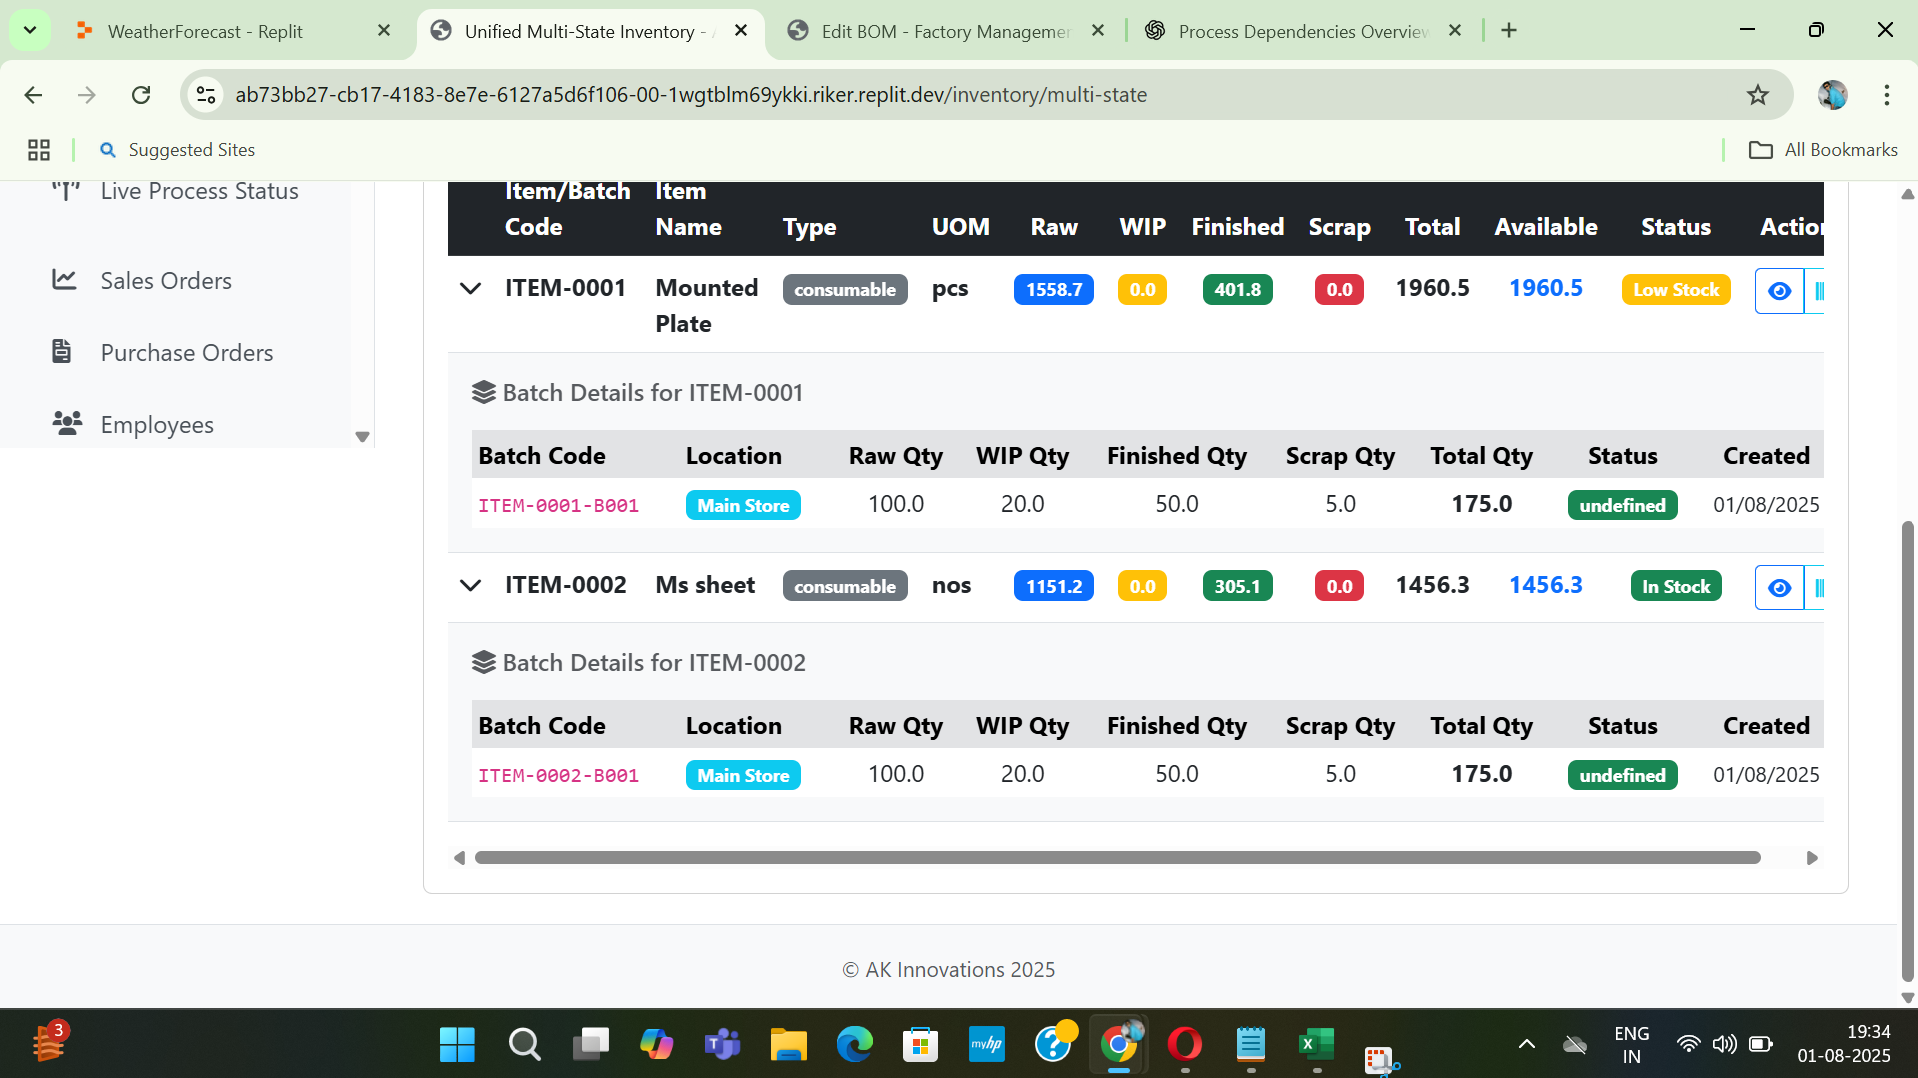 WeatherForecast - Replit
Unified Multi-State Inventory -
Edit BOM - Factory Managemer
Process Dependencies Overview
ab73bb27-cb17-4183-8e7e-6127a5d6f106-00-1wgtblm69ykki.riker.replit.dev/inventory/multi-state
Suggested Sites
All Bookmarks
Live Process Status
Sales Orders
Purchase Orders
Employees
Item/Batch Code Item Name Type UOM Raw WIP Finished Scrap Total Available Status Action
ITEM-0001 Mounted Plate consumable pcs 1558.7 0.0 401.8 0.0 1960.5 1960.5 Low Stock
Batch Details for ITEM-0001
Batch Code Location Raw Qty WIP Qty Finished Qty Scrap Qty Total Qty Status Created
ITEM-0001-B001 Main Store 100.0 20.0 50.0 5.0 175.0 undefined 01/08/2025
ITEM-0002 Ms sheet consumable nos 1151.2 0.0 305.1 0.0 1456.3 1456.3 In Stock
Batch Details for ITEM-0002
Batch Code Location Raw Qty WIP Qty Finished Qty Scrap Qty Total Qty Status Created
ITEM-0002-B001 Main Store 100.0 20.0 50.0 5.0 175.0 undefined 01/08/2025
© AK Innovations 2025
3
myhp
ENG
IN
19:34
01-08-2025